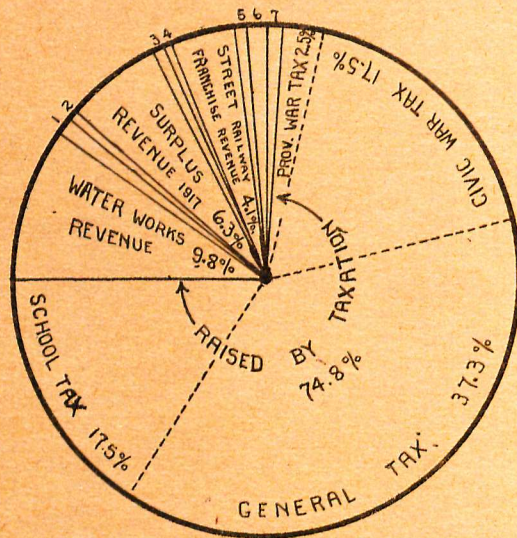 1
2
3
4
5
6
7
WATER WORKS
REVENUE
9.8%
SURPLUS
REVENUE 1917
6.3%
STREET RAILWAY
FRANCHISE REVENUE
4.1%
PROV. WAR TAX 2.5%
CIVIC WAR TAX 17.5%
RAISED BY TAXATION
74.8%
SCHOOL TAX 17.5%
GENERAL TAX. 37.3%